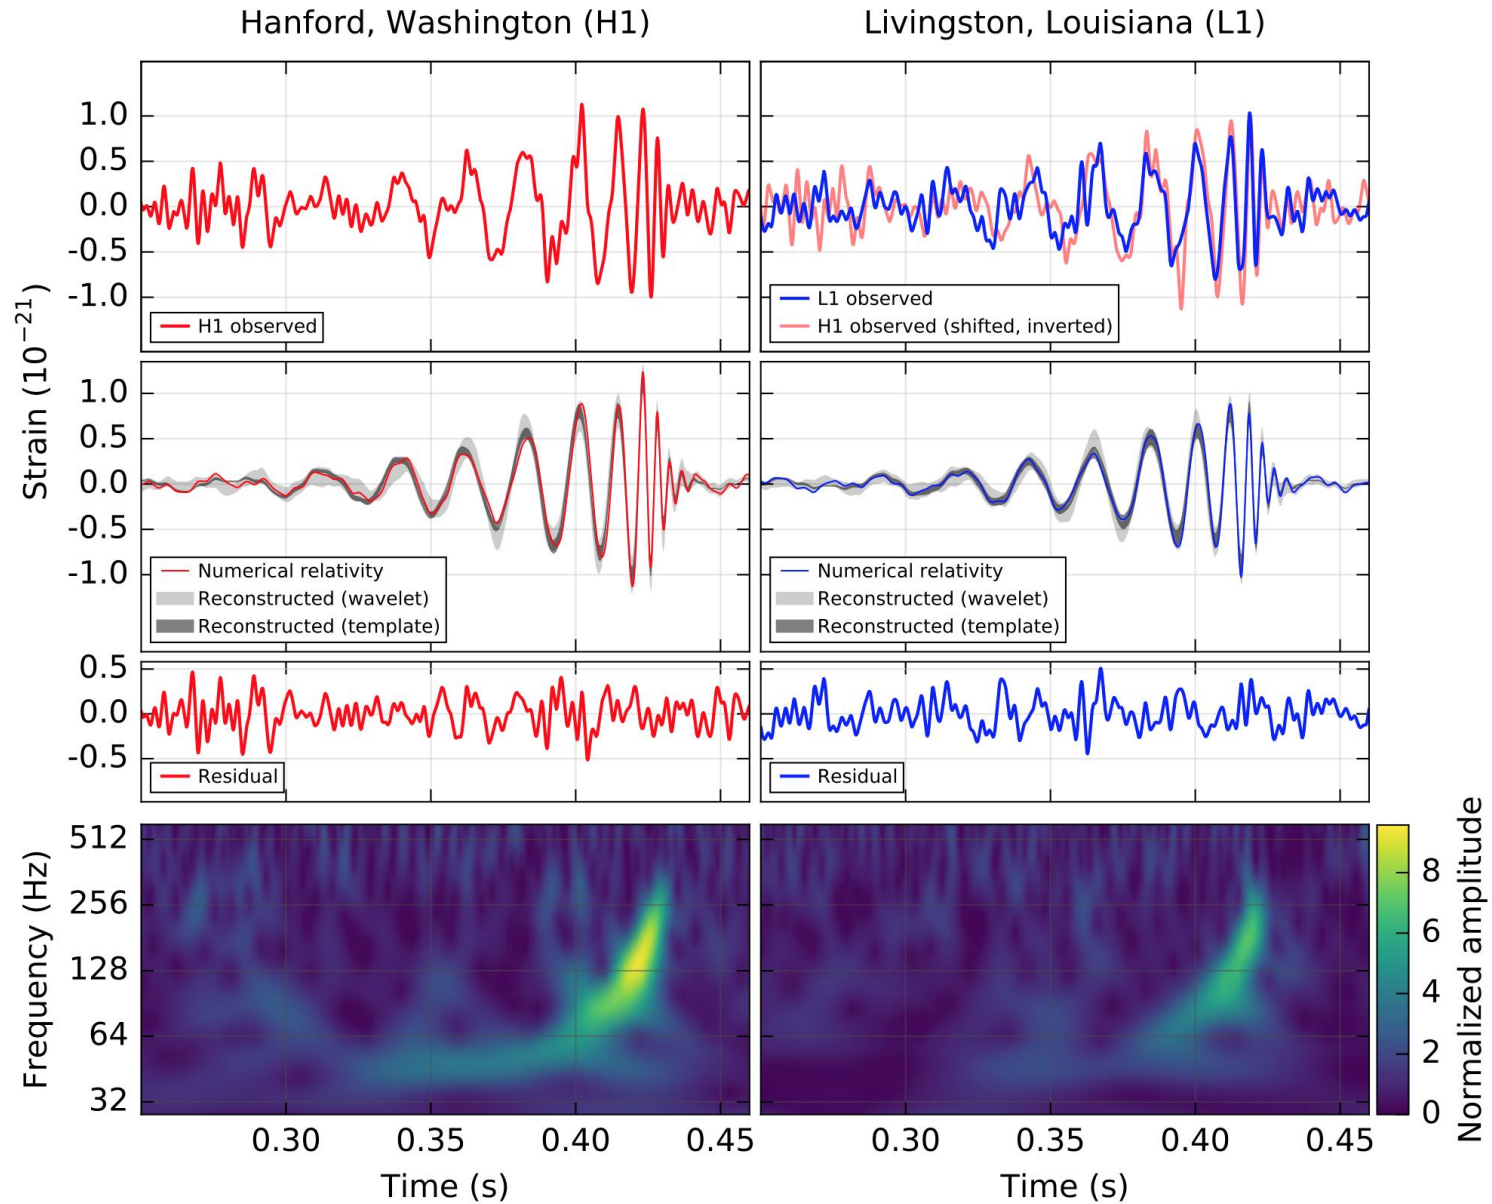 Hanford, Washington (H1)
Livingston, Louisiana (L1)
Strain (10⁻²¹)
1.0
0.5
0.0
-0.5
-1.0
H1 observed
L1 observed
H1 observed (shifted, inverted)
1.0
0.5
0.0
-0.5
-1.0
Numerical relativity
Reconstructed (wavelet)
Reconstructed (template)
Numerical relativity
Reconstructed (wavelet)
Reconstructed (template)
0.5
0.0
-0.5
Residual
Residual
Frequency (Hz)
512
256
128
64
32
0.30 0.35 0.40 0.45
Time (s)
0.30 0.35 0.40 0.45
Time (s)
8
6
4
2
0
Normalized amplitude